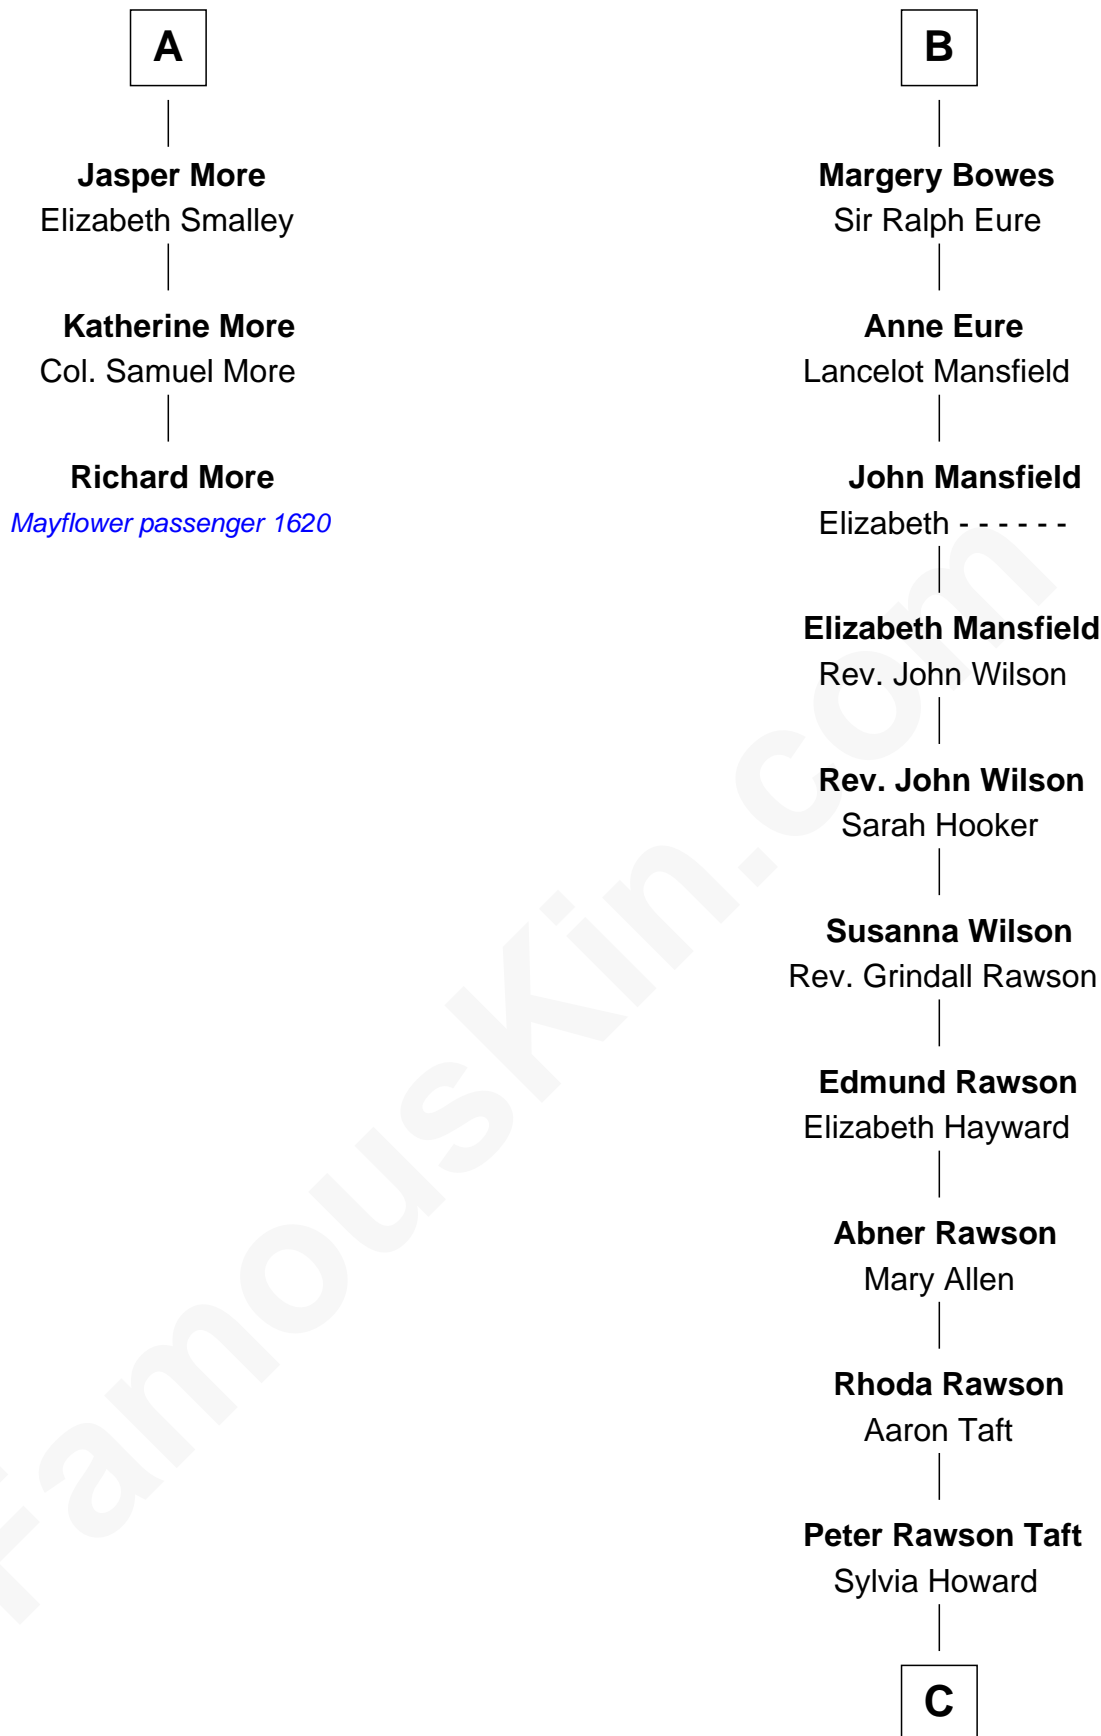 A
Jasper More
Elizabeth Smalley
Katherine More
Col. Samuel More
Richard More
Mayflower passenger 1620
B
Margery Bowes
Sir Ralph Eure
Anne Eure
Lancelot Mansfield
John Mansfield
Elizabeth - - - - - -
Elizabeth Mansfield
Rev. John Wilson
Rev. John Wilson
Sarah Hooker
Susanna Wilson
Rev. Grindall Rawson
Edmund Rawson
Elizabeth Hayward
Abner Rawson
Mary Allen
Rhoda Rawson
Aaron Taft
Peter Rawson Taft
Sylvia Howard
C
FamousKin.com